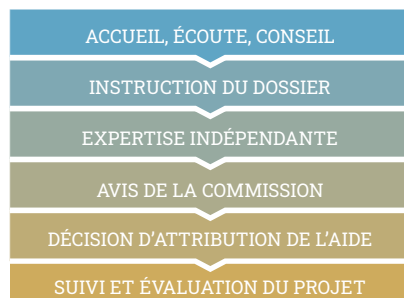 ACCUEIL, ÉCOUTE, CONSEIL
INSTRUCTION DU DOSSIER
EXPERTISE INDÉPENDANTE
AVIS DE LA COMMISSION
DÉCISION D’ATTRIBUTION DE L’AIDE
SUIVI ET ÉVALUATION DU PROJET